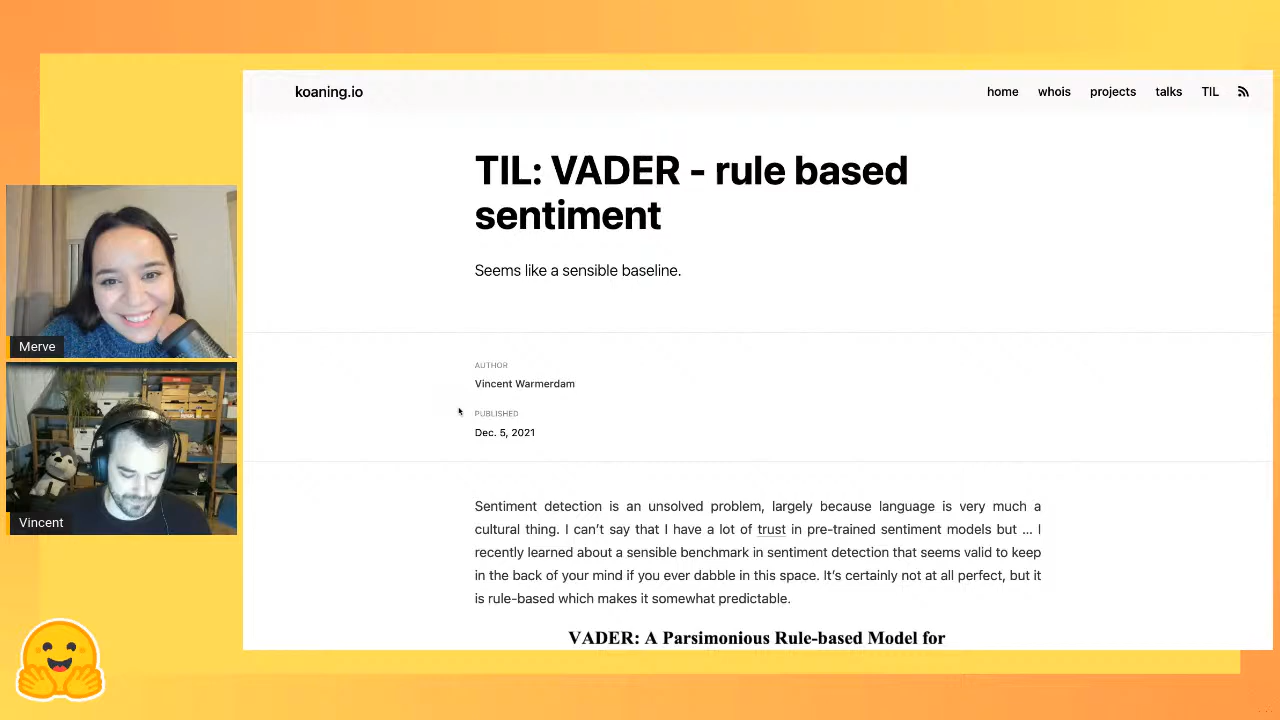 koaning.io
home whois projects talks TIL
TIL: VADER - rule based
sentiment
Seems like a sensible baseline.
AUTHOR
Vincent Warmerdam
PUBLISHED
Dec. 5, 2021
Sentiment detection is an unsolved problem, largely because language is very much a
cultural thing. I can’t say that I have a lot of trust in pre-trained sentiment models but ... I
recently learned about a sensible benchmark in sentiment detection that seems valid to keep
in the back of your mind if you ever dabble in this space. It’s certainly not at all perfect, but it
is rule-based which makes it somewhat predictable.
VADER: A Parsimonious Rule-based Model for
Merve
Vincent